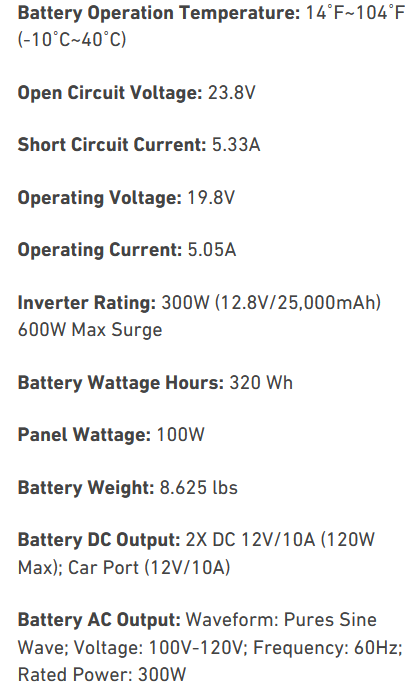 Battery Operation Temperature: 14°F~104°F
(-10°C~40°C)
Open Circuit Voltage: 23.8V
Short Circuit Current: 5.33A
Operating Voltage: 19.8V
Operating Current: 5.05A
Inverter Rating: 300W (12.8V/25,000mAh)
600W Max Surge
Battery Wattage Hours: 320 Wh
Panel Wattage: 100W
Battery Weight: 8.625 lbs
Battery DC Output: 2X DC 12V/10A (120W
Max); Car Port (12V/10A)
Battery AC Output: Waveform: Pures Sine
Wave; Voltage: 100V-120V; Frequency: 60Hz;
Rated Power: 300W